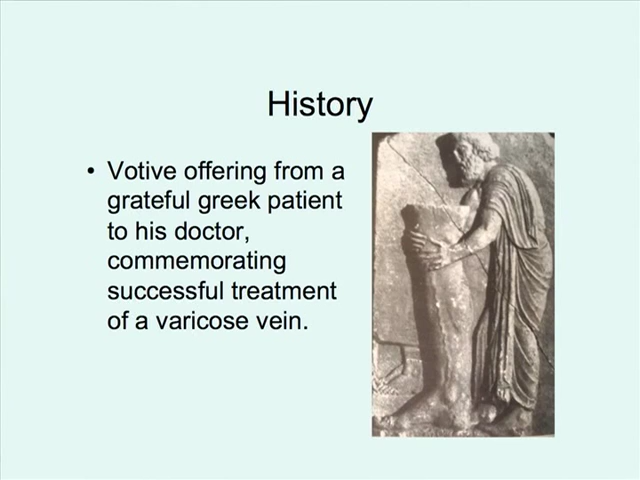 History
• Votive offering from a
grateful greek patient
to his doctor,
commemorating
successful treatment
of a varicose vein.